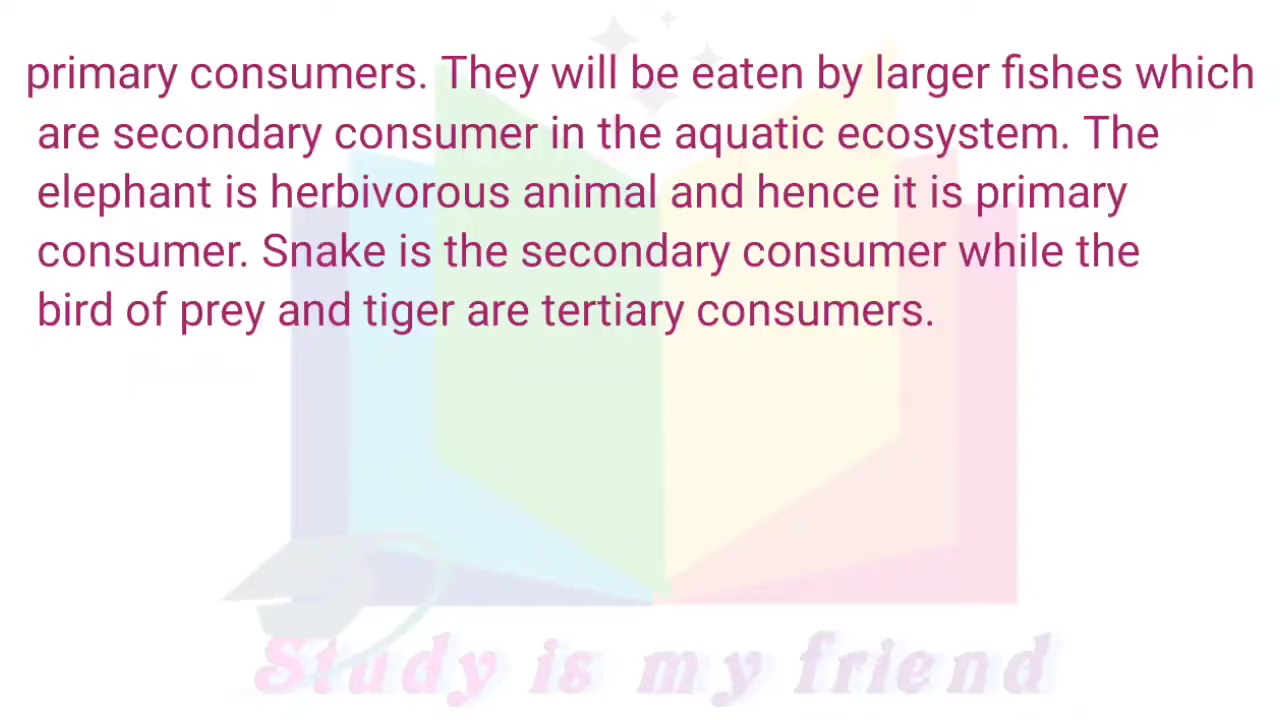 primary consumers. They will be eaten by larger fishes which
are secondary consumer in the aquatic ecosystem. The
elephant is herbivorous animal and hence it is primary
consumer. Snake is the secondary consumer while the
bird of prey and tiger are tertiary consumers.
Study is my friend